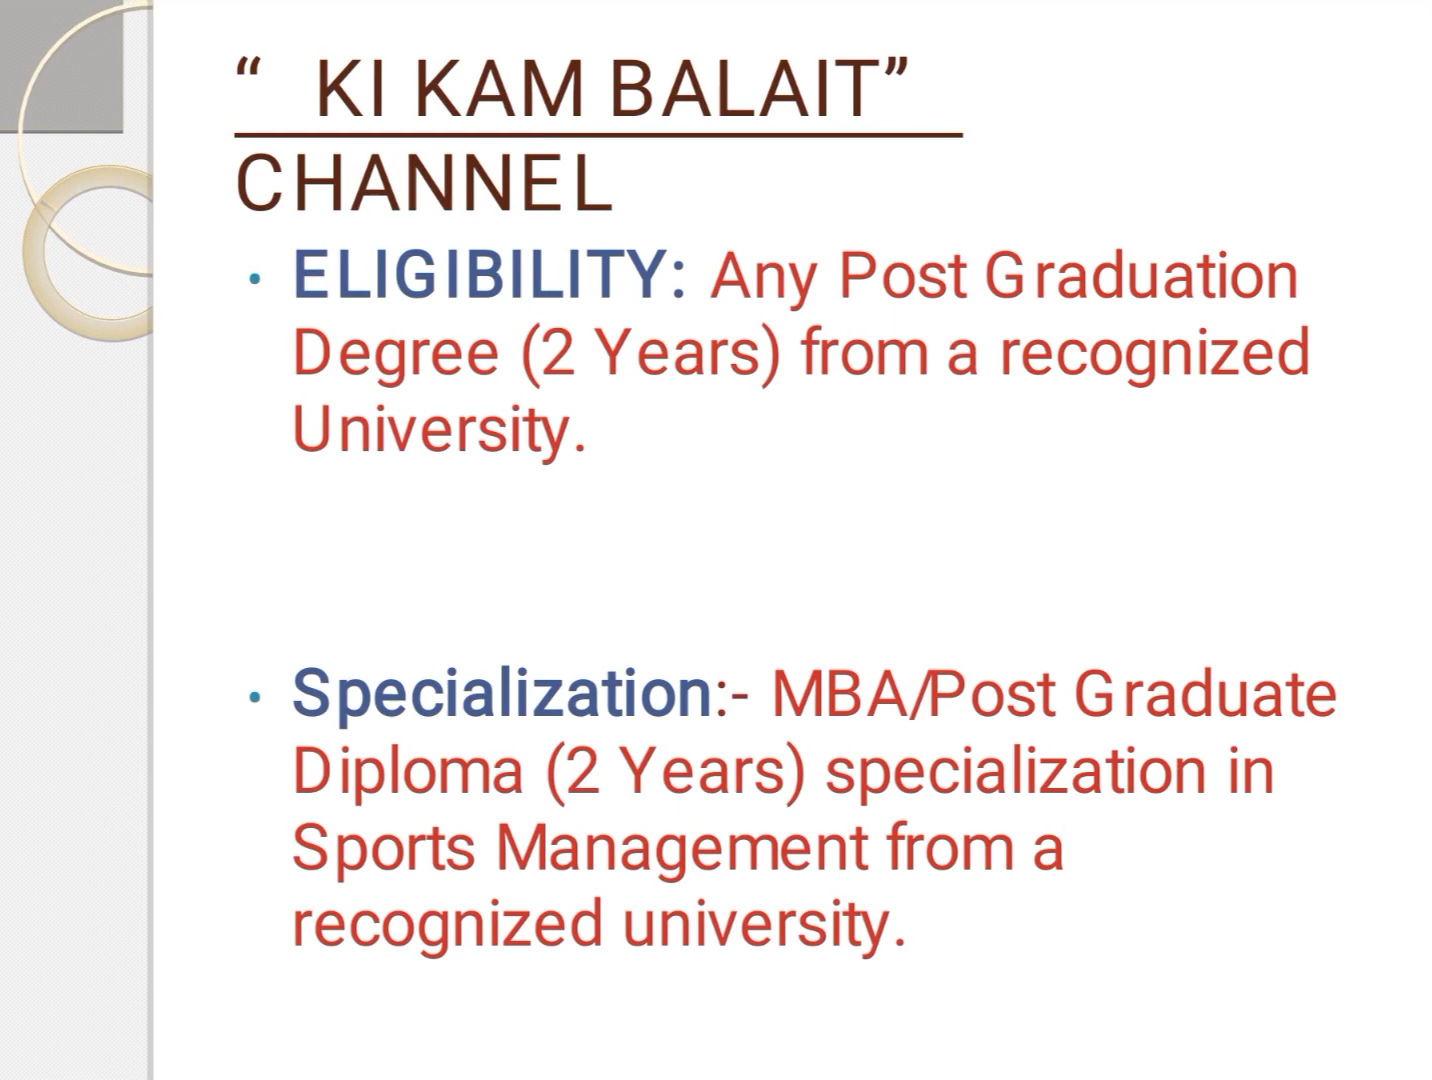 “ KI KAM BALAIT”
CHANNEL
• ELIGIBILITY: Any Post Graduation
Degree (2 Years) from a recognized
University.
• Specialization:- MBA/Post Graduate
Diploma (2 Years) specialization in
Sports Management from a
recognized university.